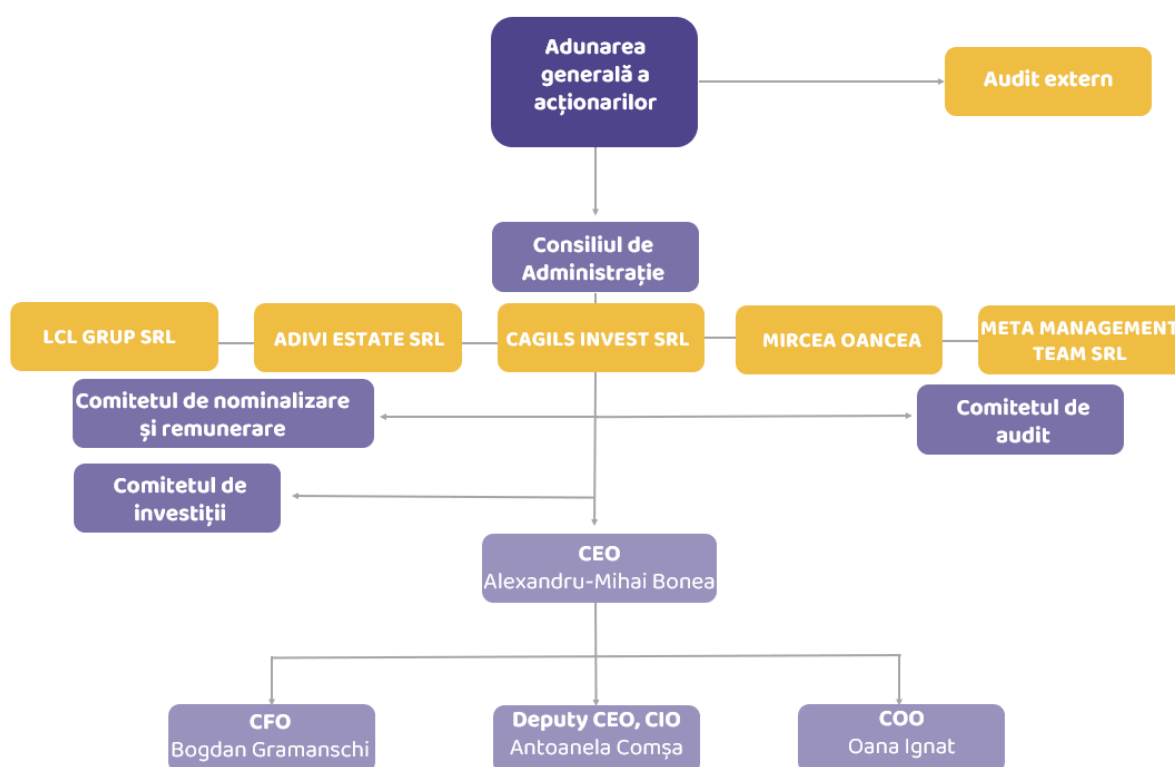 Adunarea
generală a
acționarilor
Audit extern
Consiliul de
Administrație
LCL GRUP SRL
ADIVI ESTATE SRL
CAGILS INVEST SRL
MIRCEA OANCEA
META MANAGEMENT
TEAM SRL
Comitetul de nominalizare
și remunerare
Comitetul de
audit
Comitetul de
investiții
CEO
Alexandru-Mihai Bonea
CFO
Bogdan Gramanschi
Deputy CEO, CIO
Antoanela Comșa
COO
Oana Ignat